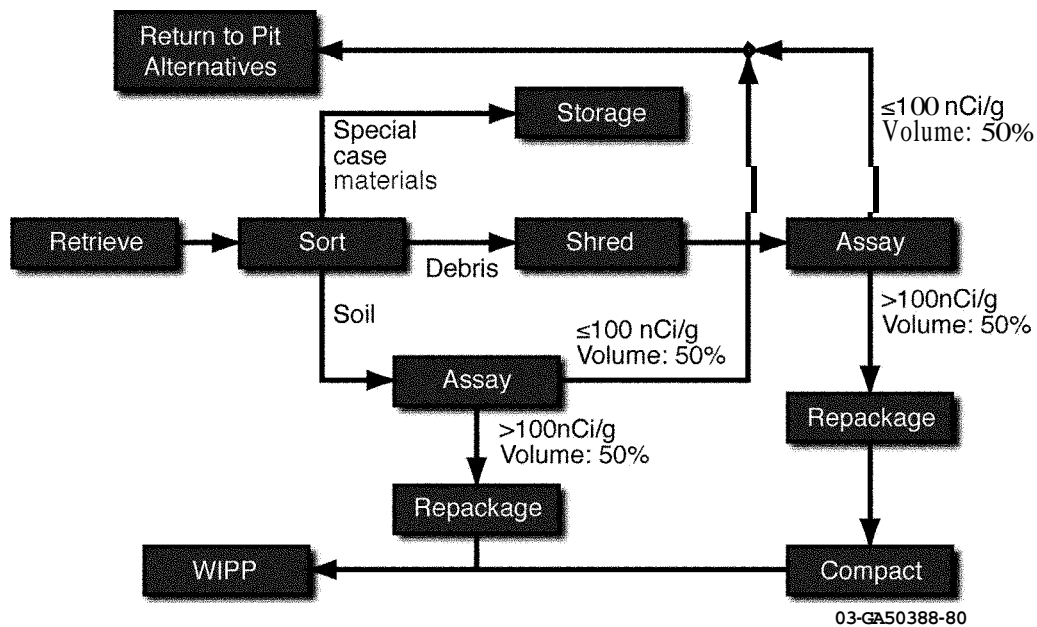 Return to Pit
Alternatives
Storage
≤100 nCi/g
Volume: 50%
Special
case
materials
Retrieve
Sort
Shred
Assay
Debris
Soil
>100nCi/g
Volume: 50%
≤100 nCi/g
Volume: 50%
Assay
Repackage
>100nCi/g
Volume: 50%
Repackage
WIPP
Compact
03-GA50388-80